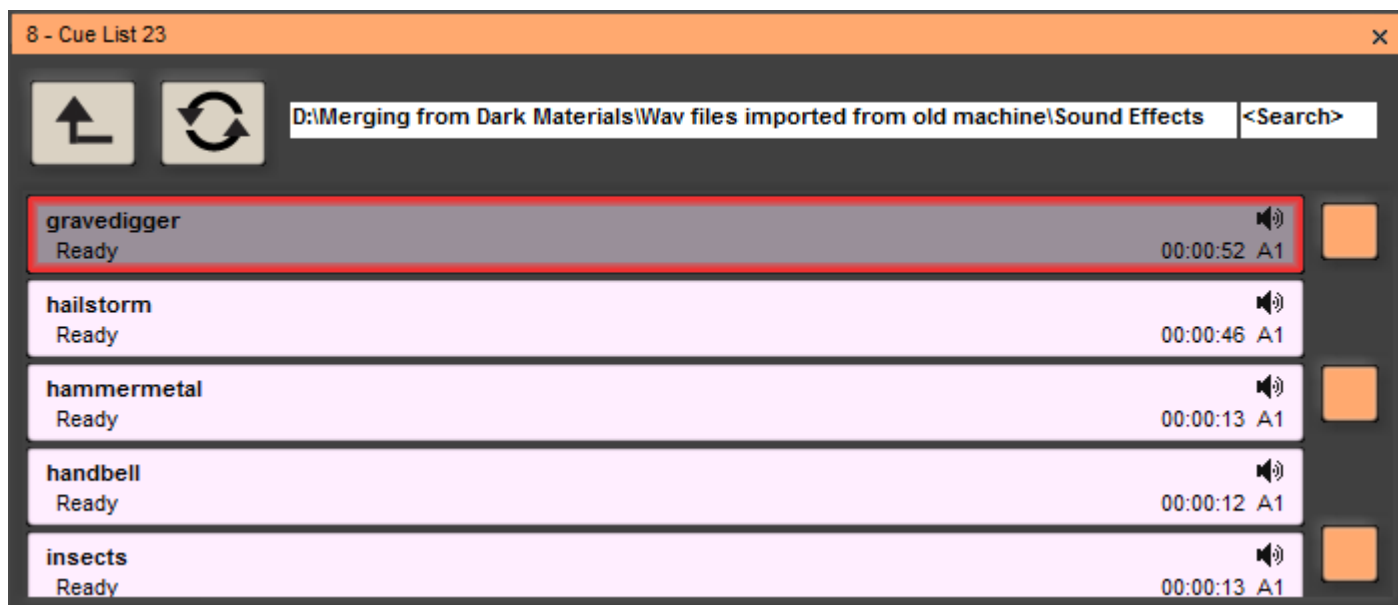 8 - Cue List 23
D:\Merging from Dark Materials\Wav files imported from old machine\Sound Effects <Search>
gravedigger
Ready 00:00:52 A1
hailstorm
Ready 00:00:46 A1
hammermetal
Ready 00:00:13 A1
handbell
Ready 00:00:12 A1
insects
Ready 00:00:13 A1